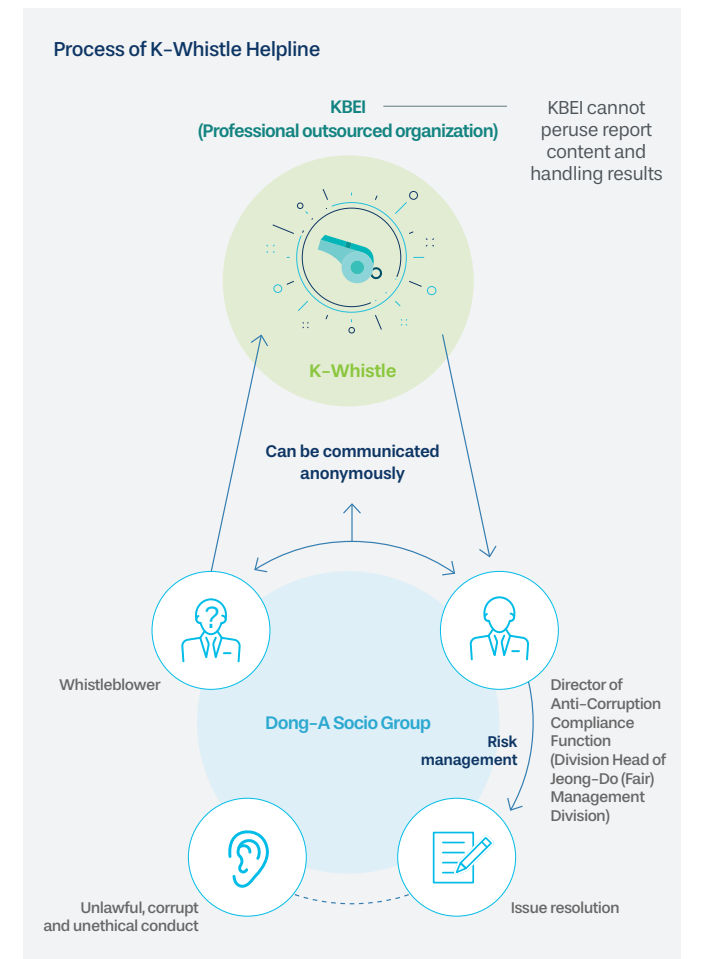 Process of K-Whistle Helpline
KBEI
(Professional outsourced organization)
KBEI cannot
peruse report
content and
handling results
K-Whistle
Can be communicated
anonymously
?
Whistleblower
Director of
Anti-Corruption
Compliance
Function
(Division Head of
Jeong-Do (Fair)
Management
Division)
Dong-A Socio Group
Risk
management
Unlawful, corrupt
and unethical conduct
Issue resolution